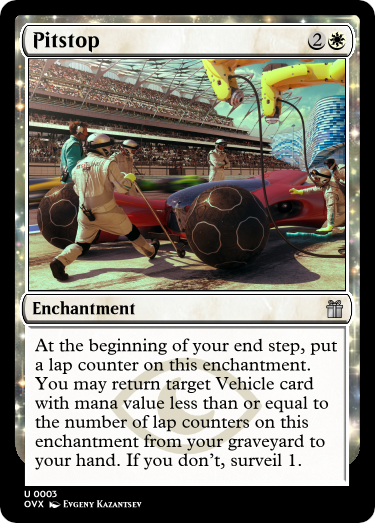 Pitstop 2
Enchantment
At the beginning of your end step, put
a lap counter on this enchantment.
You may return target Vehicle card
with mana value less than or equal to
the number of lap counters on this
enchantment from your graveyard to
your hand. If you don't, surveil 1.
U 0003
OVX Evgeny Kazantsev